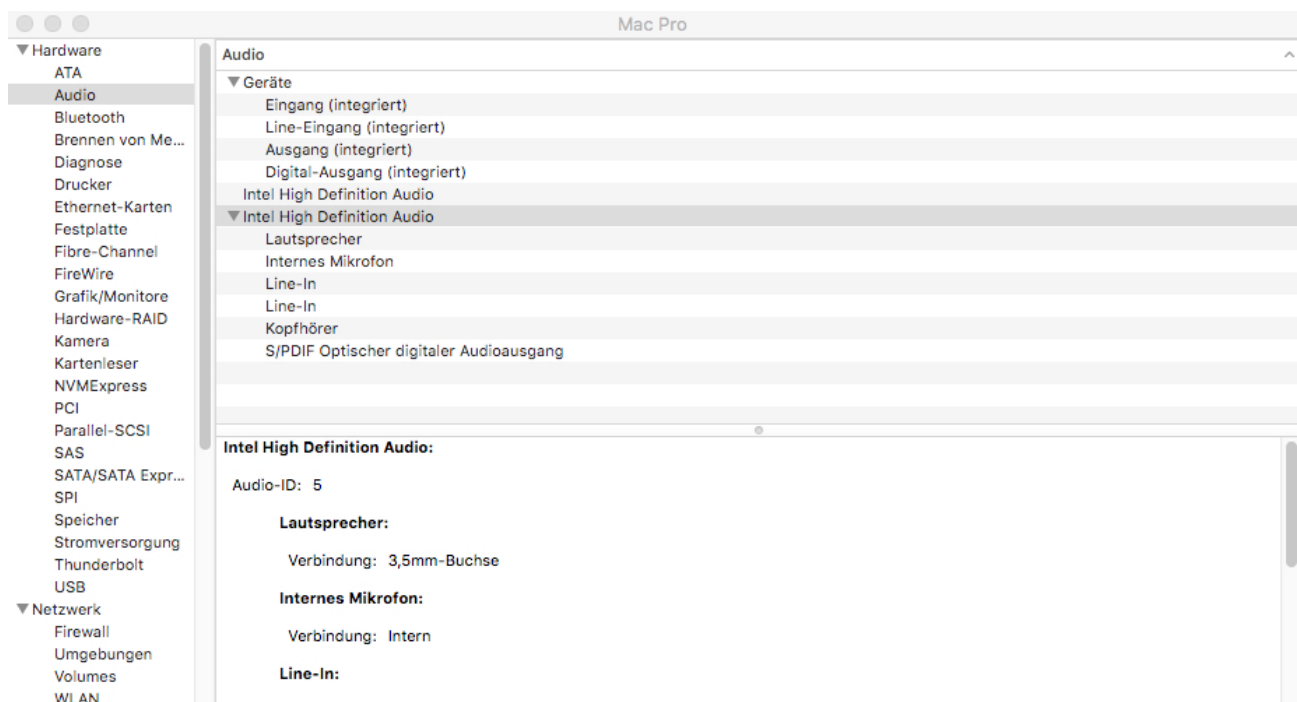 Mac Pro
Hardware
ATA
Audio
Bluetooth
Brennen von Me...
Diagnose
Drucker
Ethernet-Karten
Festplatte
Fibre-Channel
FireWire
Grafik/Monitore
Hardware-RAID
Kamera
Kartenleser
NVMExpress
PCI
Parallel-SCSI
SAS
SATA/SATA Expr...
SPI
Speicher
Stromversorgung
Thunderbolt
USB
Netzwerk
Firewall
Umgebungen
Volumes
WLAN
Audio
Geräte
Eingang (integriert)
Line-Eingang (integriert)
Ausgang (integriert)
Digital-Ausgang (integriert)
Intel High Definition Audio
Intel High Definition Audio
Lautsprecher
Internes Mikrofon
Line-In
Line-In
Kopfhörer
S/PDIF Optischer digitaler Audioausgang
Intel High Definition Audio:
Audio-ID: 5
Lautsprecher:
Verbindung: 3,5mm-Buchse
Internes Mikrofon:
Verbindung: Intern
Line-In: